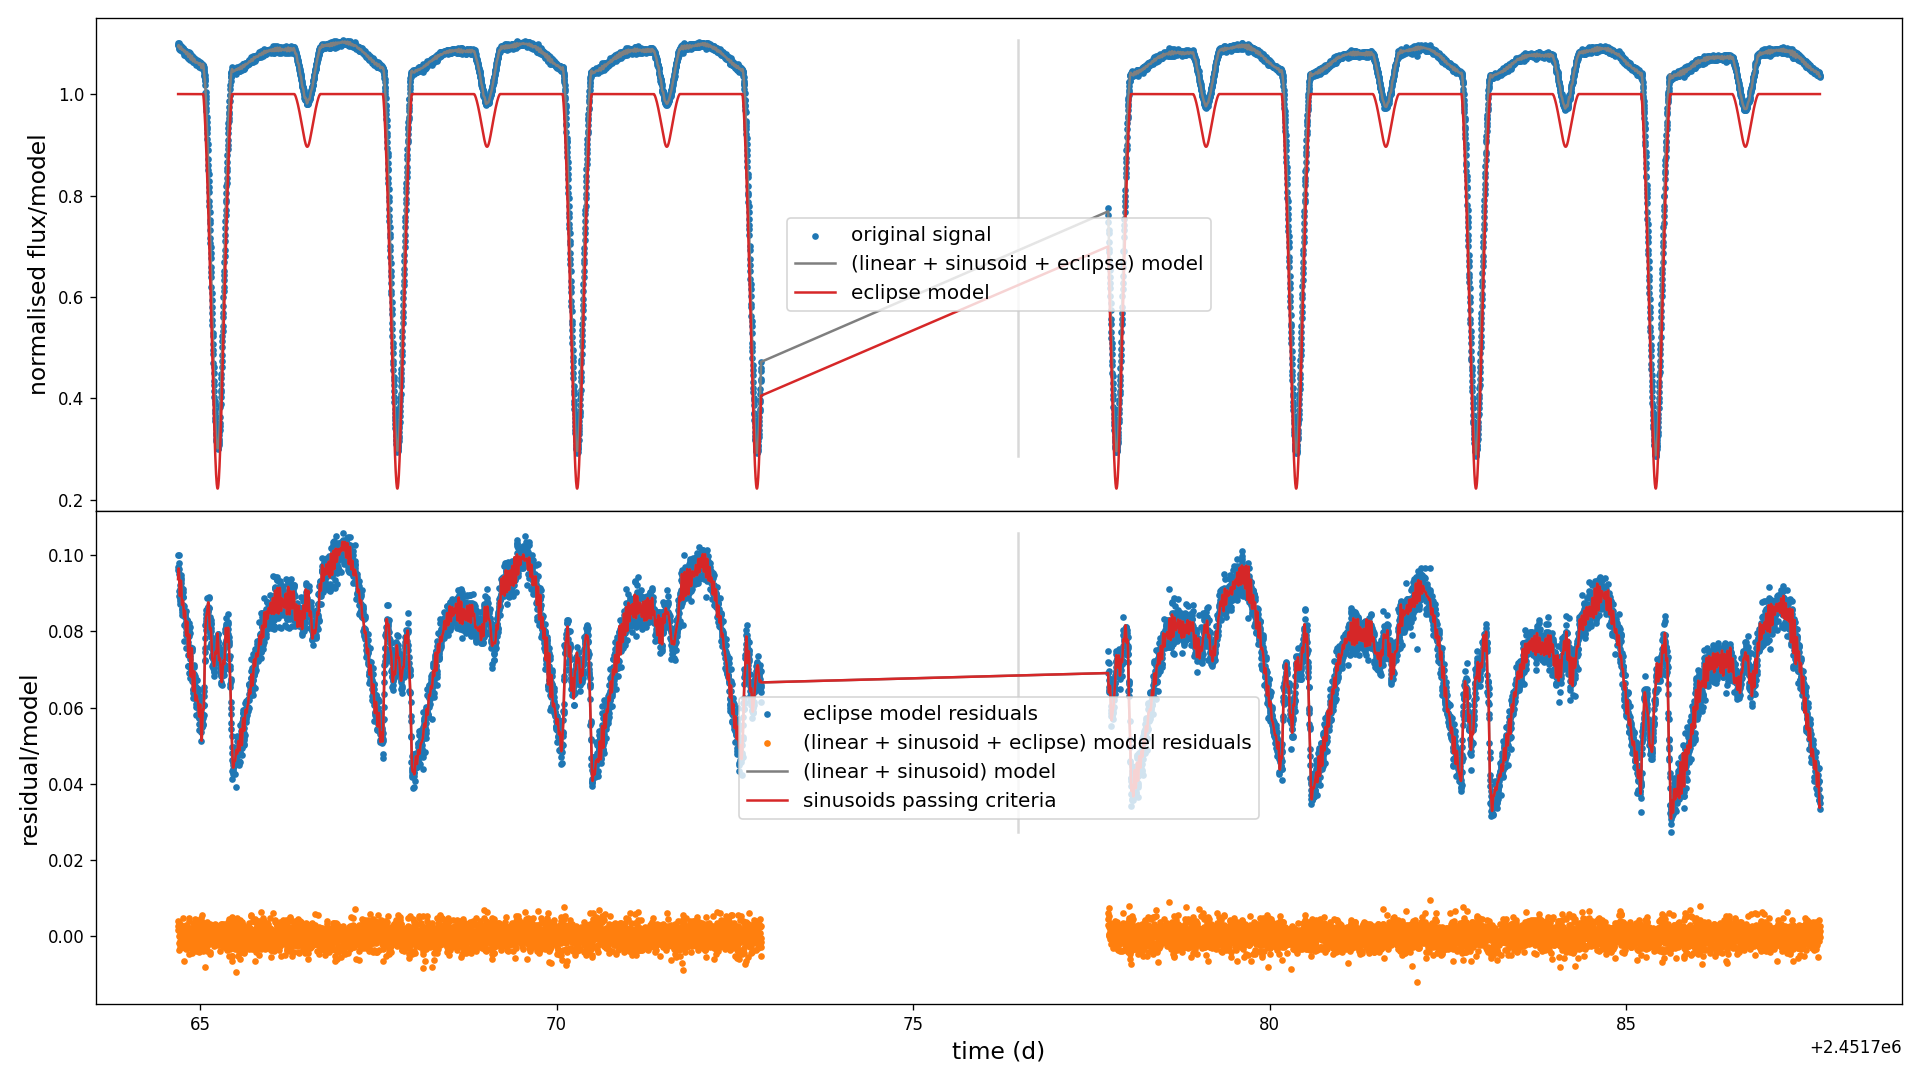 normalised flux/model
1.0
0.8
0.6
0.4
0.2
original signal
(linear + sinusoid + eclipse) model
eclipse model
residual/model
0.10
0.08
0.06
0.04
0.02
0.00
eclipse model residuals
(linear + sinusoid + eclipse) model residuals
(linear + sinusoid) model
sinusoids passing criteria
65 70 75 80 85
time (d)
+2.4517e6